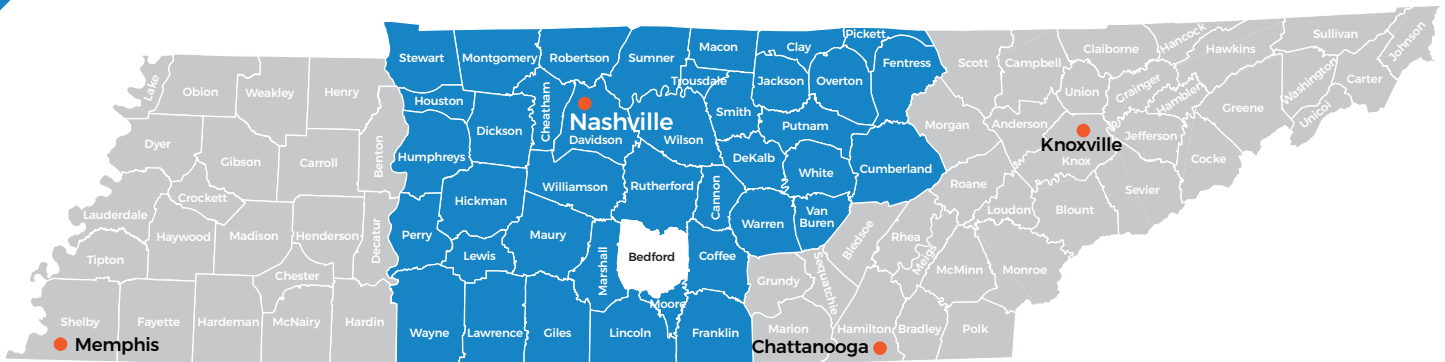 Lake
Obion
Weakley
Henry
Stewart
Montgomery
Robertson
Sumner
Macon
Clay
Pickett
Fentress
Scott
Campbell
Claiborne
Hancock
Hawkins
Sullivan
Johnson
Houston
Cheatham
Trousdale
Jackson
Overton
Union
Grainger
Hamblen
Washington
Carter
Unicoi
Greene
Dyer
Gibson
Carroll
Benton
Humphreys
Dickson
Nashville
Davidson
Wilson
Smith
Putnam
Morgan
Anderson
Knoxville
Knox
Jefferson
Cocke
Crockett
Lauderdale
Williamson
Rutherford
Cannon
DeKalb
White
Cumberland
Roane
Loudon
Blount
Sevier
Haywood
Madison
Henderson
Decatur
Perry
Hickman
Lewis
Maury
Marshall
Bedford
Coffee
Warren
Van
Buren
Bledsoe
Rhea
Meigs
McMinn
Monroe
Tipton
Chester
Moore
Grundy
Sequatchie
Shelby
Fayette
Hardeman
McNairy
Hardin
Wayne
Lawrence
Giles
Lincoln
Franklin
Marion
Hamilton
Bradley
Polk
Memphis
Chattanooga